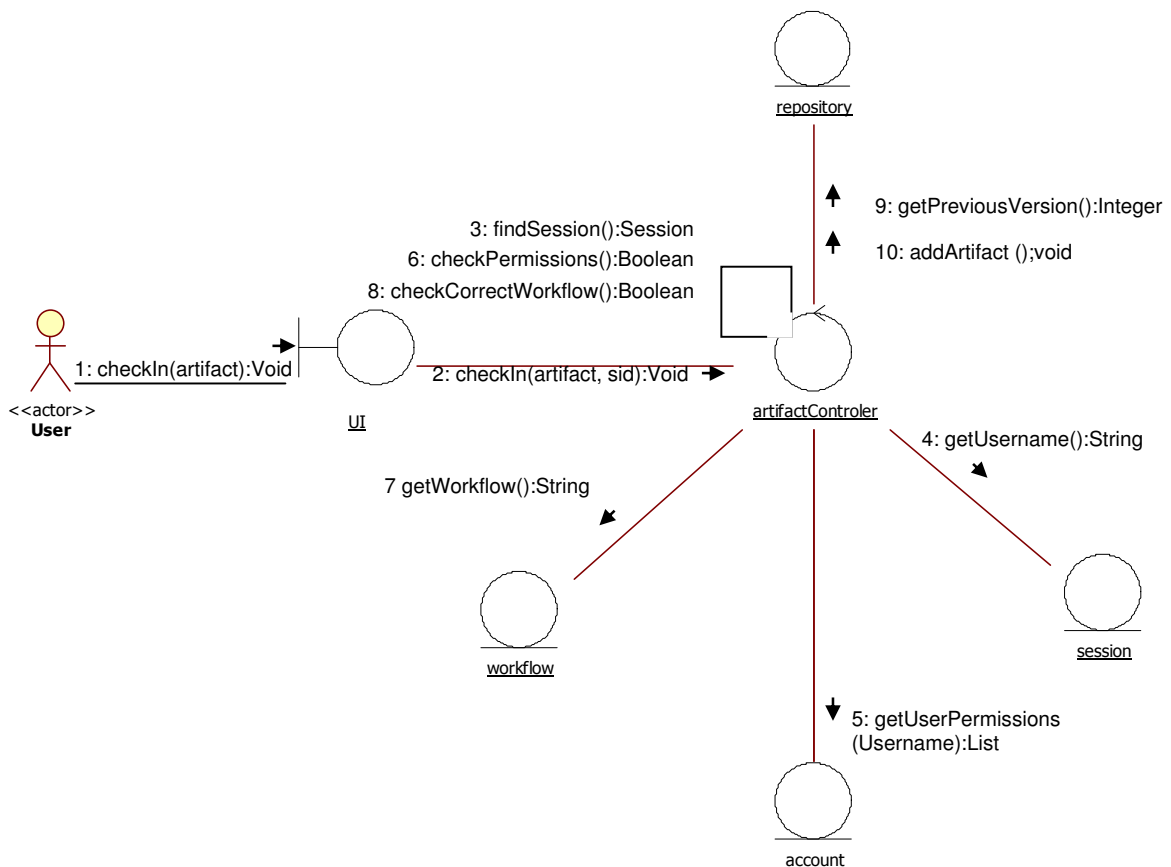 repository
9: getPreviousVersion():Integer
3: findSession():Session
6: checkPermissions():Boolean
10: addArtifact ();void
8: checkCorrectWorkflow():Boolean
1: checkIn(artifact):Void
2: checkIn(artifact, sid):Void
<<actor>>
User
UI
artifactControler
4: getUsername():String
7 getWorkflow():String
workflow
session
5: getUserPermissions
(Username):List
account